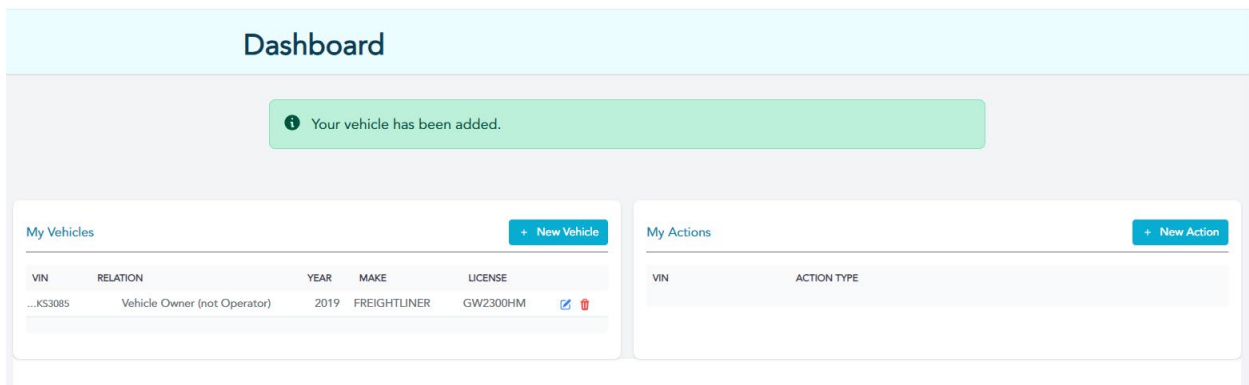 Dashboard
Your vehicle has been added.
My Vehicles
+ New Vehicle
VIN RELATION YEAR MAKE LICENSE
...KS3085 Vehicle Owner (not Operator) 2019 FREIGHTLINER GW2300HM
My Actions
+ New Action
VIN ACTION TYPE